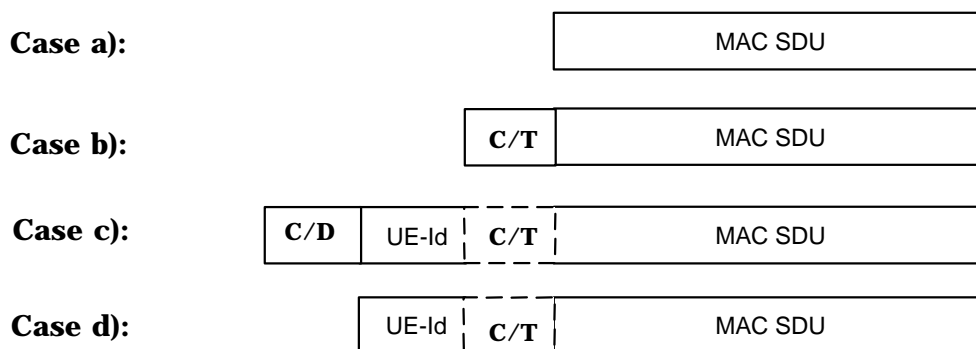 Case a): MAC SDU
Case b): C/T MAC SDU
Case c): C/D UE-Id C/T MAC SDU
Case d): UE-Id C/T MAC SDU